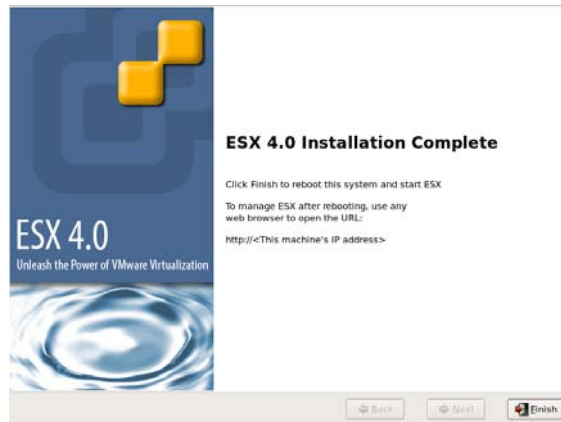 ESX 4.0 Installation Complete
Click Finish to reboot this system and start ESX
To manage ESX after rebooting, use any
web browser to open the URL:
http://<This machine's IP address>
ESX 4.0
Unleash the Power of VMware Virtualization
Back
Next
Finish